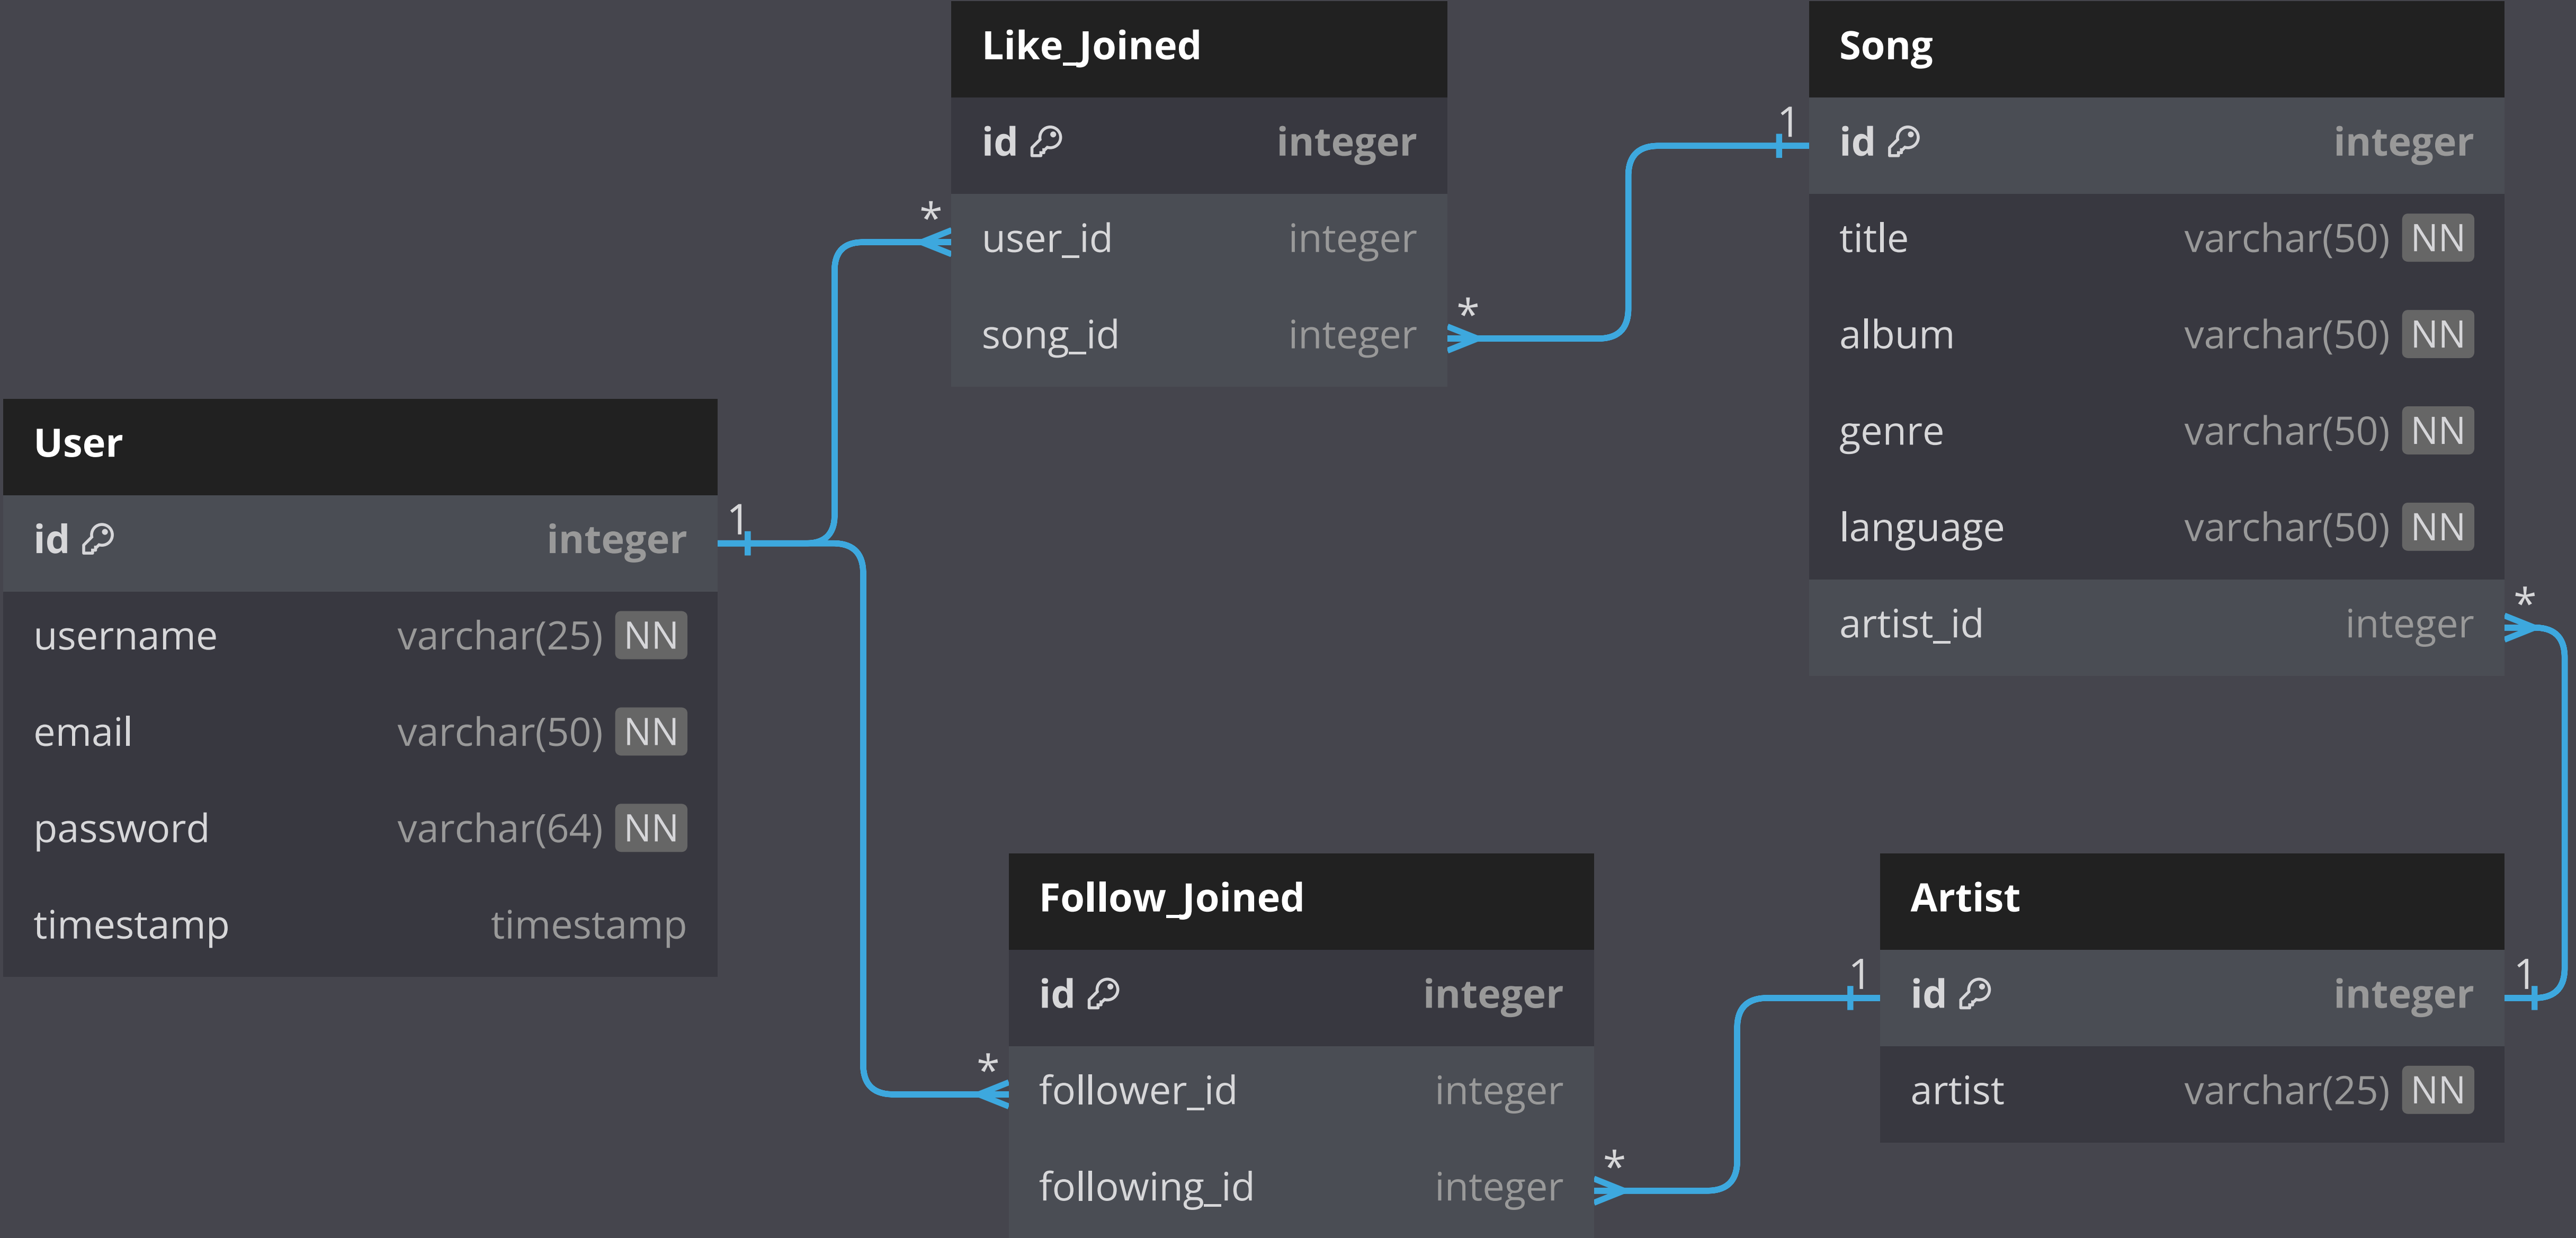 Like_Joined
id integer
user_id integer
song_id integer
*
*
1
Song
id integer
title varchar(50) NN
album varchar(50) NN
genre varchar(50) NN
language varchar(50) NN
artist_id integer
*
User
id integer
username varchar(25) NN
email varchar(50) NN
password varchar(64) NN
timestamp timestamp
1
Follow_Joined
id integer
follower_id integer
following_id integer
*
*
1
Artist
id integer
artist varchar(25) NN
1